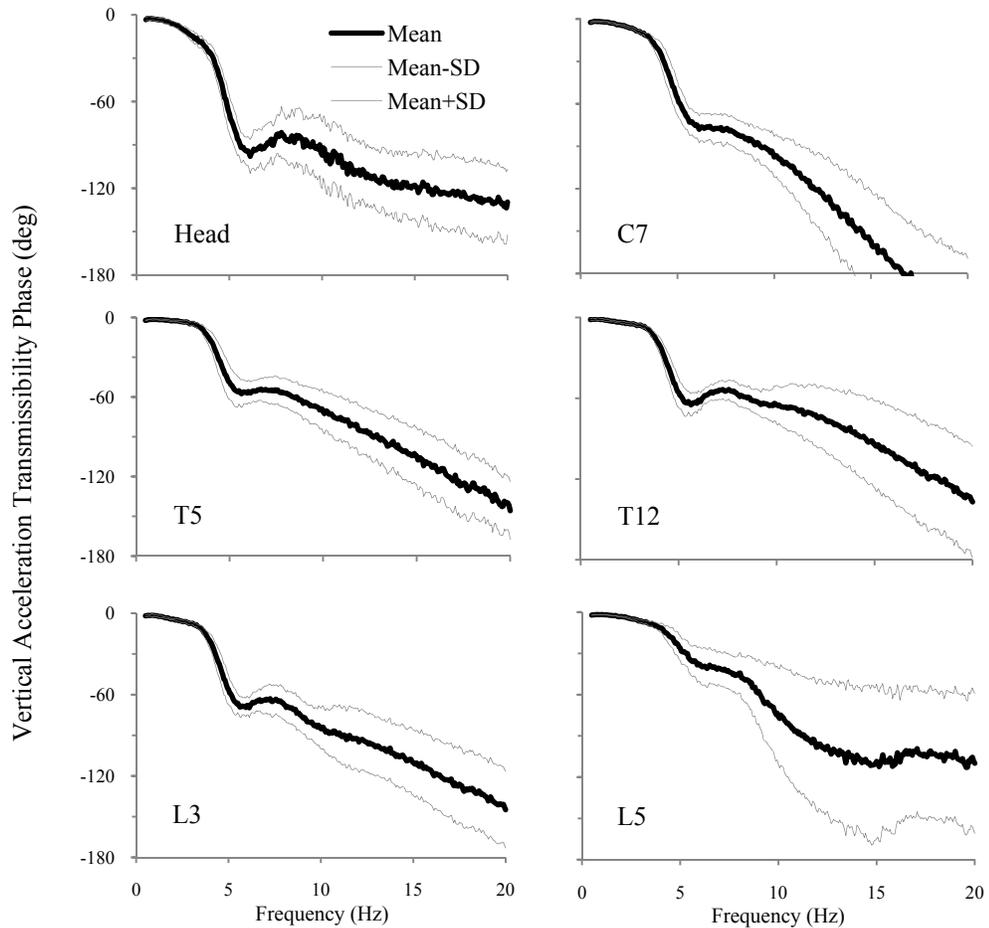 Vertical Acceleration Transmissibility Phase (deg)
0
-60
-120
-180
Mean
Mean-SD
Mean+SD
Head
C7
0
-60
-120
-180
T5
T12
0
-60
-120
-180
L3
L5
0 5 10 15 20
0 5 10 15 20
Frequency (Hz)
Frequency (Hz)